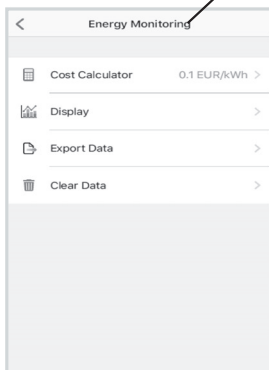 Energy Monitoring
Cost Calculator 0.1 EUR/kWh
Display
Export Data
Clear Data